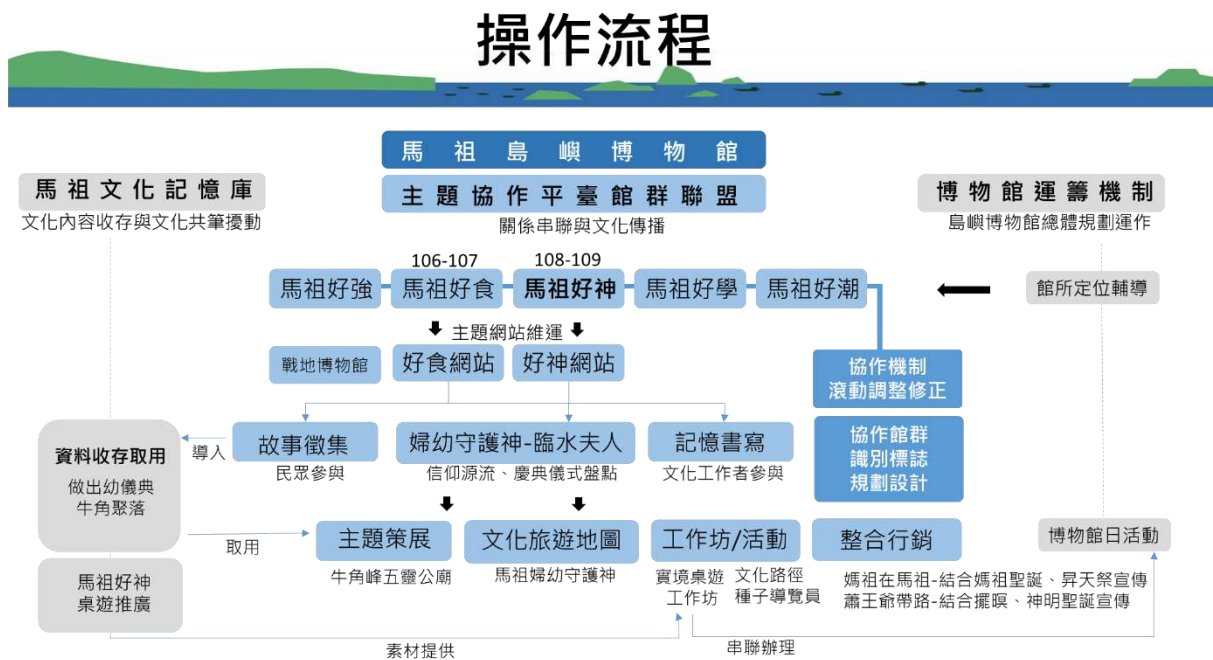 操作流程
馬祖島嶼博物館
主題協作平臺館群聯盟
關係串聯與文化傳播
馬祖文化記憶庫
文化內容收存與文化共筆擾動
博物館運籌機制
島嶼博物館總體規劃運作
106-107
108-109
馬祖好強
馬祖好食
馬祖好神
馬祖好學
馬祖好潮
館所定位輔導
主題網站維運
戰地博物館
好食網站
好神網站
協作機制
滾動調整修正
協作館群
識別標誌
規劃設計
資料收存取用
做出幼儀典
牛角聚落
導入
故事徵集
民眾參與
婦幼守護神-臨水夫人
信仰源流、慶典儀式盤點
記憶書寫
文化工作者參與
取用
主題策展
牛角峰五靈公廟
文化旅遊地圖
馬祖婦幼守護神
工作坊/活動
實境桌遊
工作坊
文化路徑
種子導覽員
整合行銷
媽祖在馬祖-結合媽祖聖誕、昇天祭宣傳
蕭王爺帶路-結合擺暝、神明聖誕宣傳
博物館日活動
馬祖好神
桌遊推廣
素材提供
串聯辦理